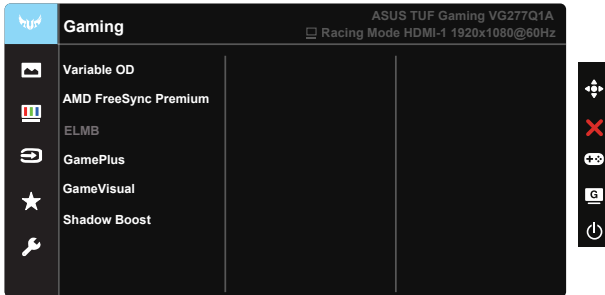 Gaming
ASUS TUF Gaming VG277Q1A
Racing Mode HDMI-1 1920x1080@60Hz
Variable OD
AMD FreeSync Premium
ELMB
GamePlus
GameVisual
Shadow Boost
G